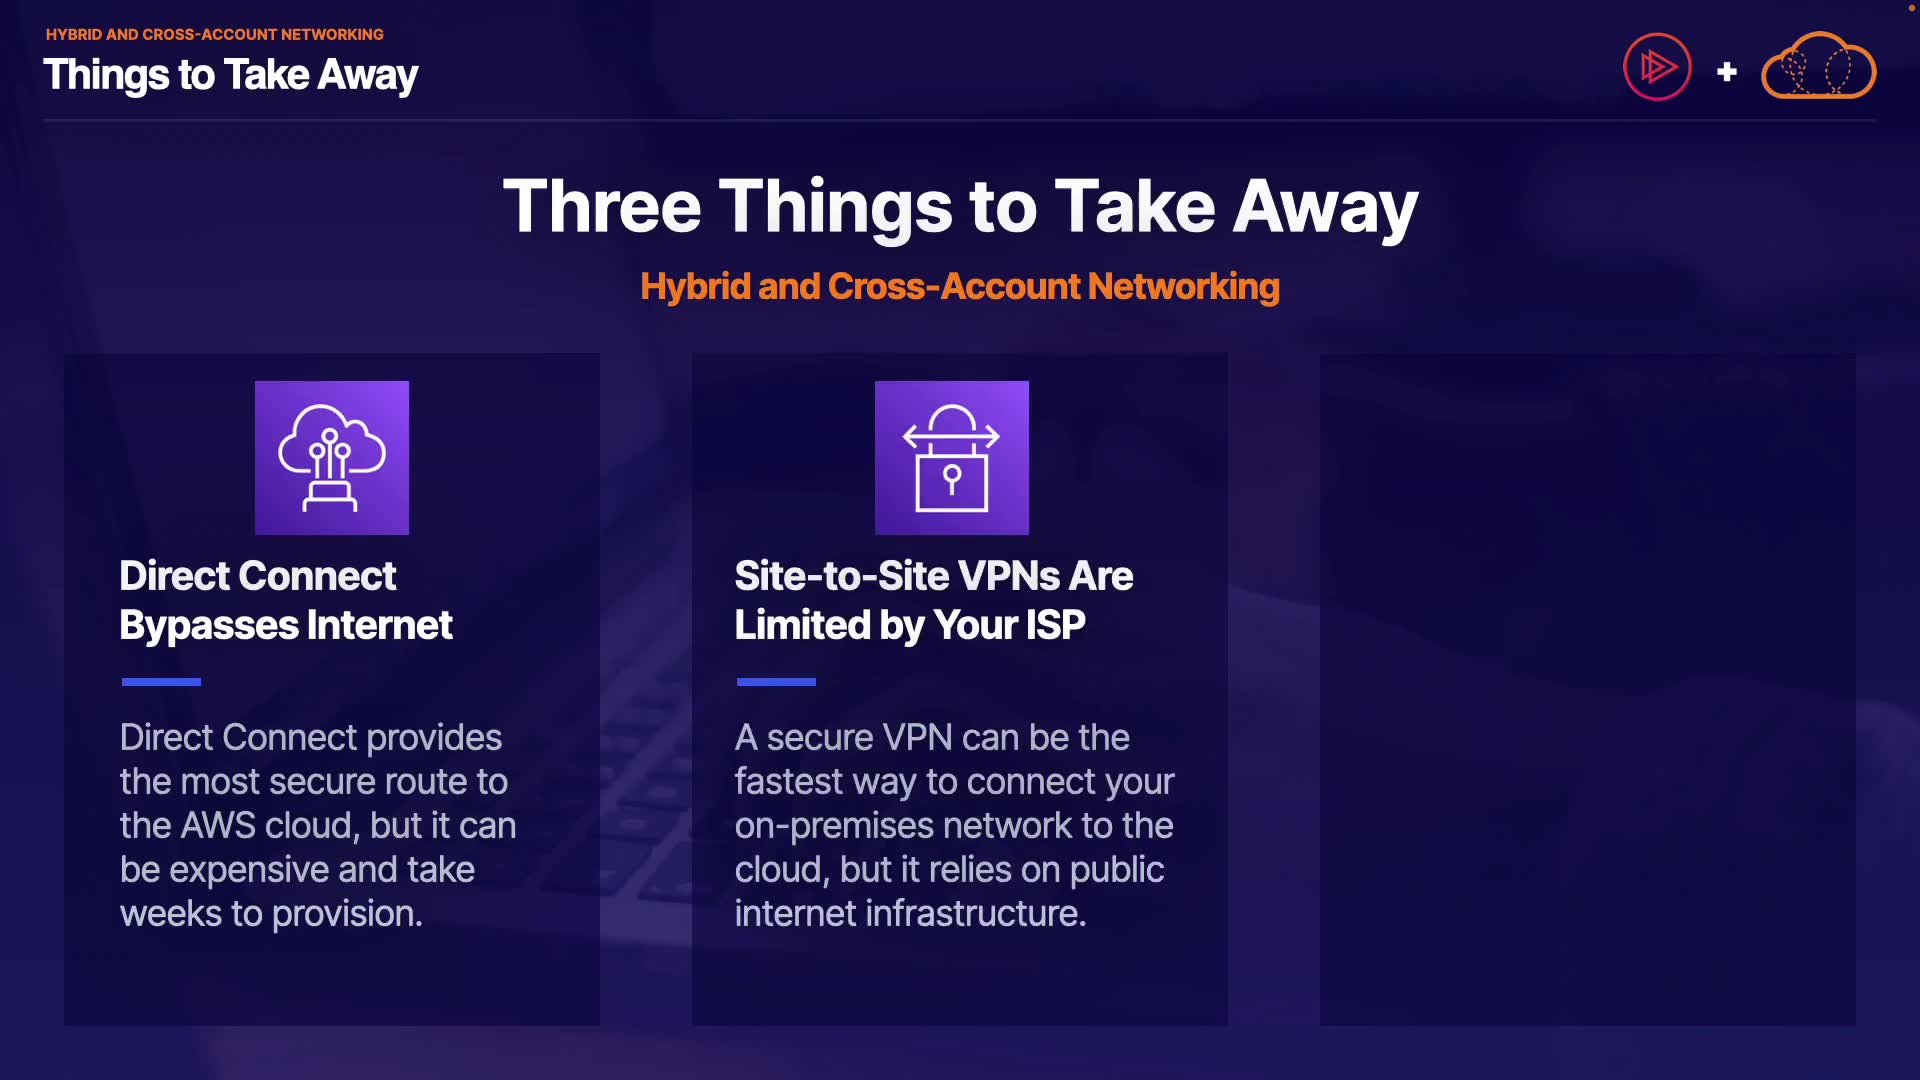 HYBRID AND CROSS-ACCOUNT NETWORKING
Things to Take Away
+
Three Things to Take Away
Hybrid and Cross-Account Networking
Direct Connect
Bypasses Internet
Direct Connect provides
the most secure route to
the AWS cloud, but it can
be expensive and take
weeks to provision.
Site-to-Site VPNs Are
Limited by Your ISP
A secure VPN can be the
fastest way to connect your
on-premises network to the
cloud, but it relies on public
internet infrastructure.